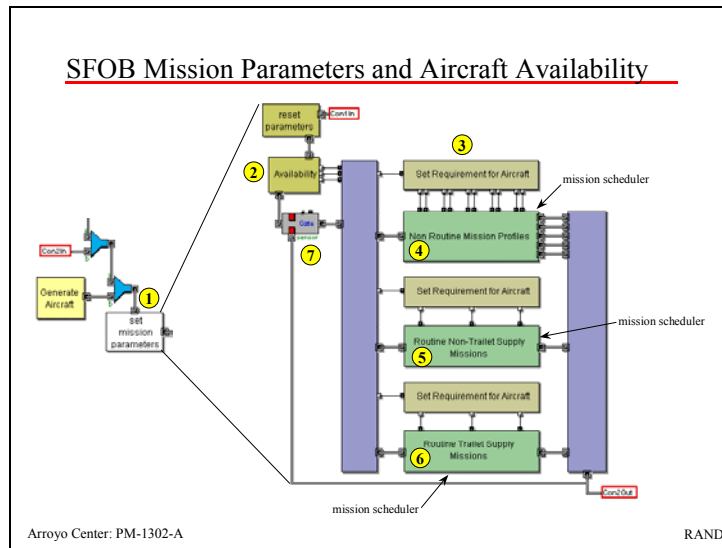 SFOB Mission Parameters and Aircraft Availability
reset
parameters
Con1In
3
2
Availability
Set Requirement for Aircraft
mission scheduler
Gate
sensor
7
4
Non Routine Mission Profiles
Con2In
Generate
Aircraft
1
set
mission
parameters
Set Requirement for Aircraft
mission scheduler
Routine Non-Trailet Supply
Missions
5
Set Requirement for Aircraft
Routine Trailet Supply
Missions
6
mission scheduler
Con2Out
Arroyo Center: PM-1302-A
RAND